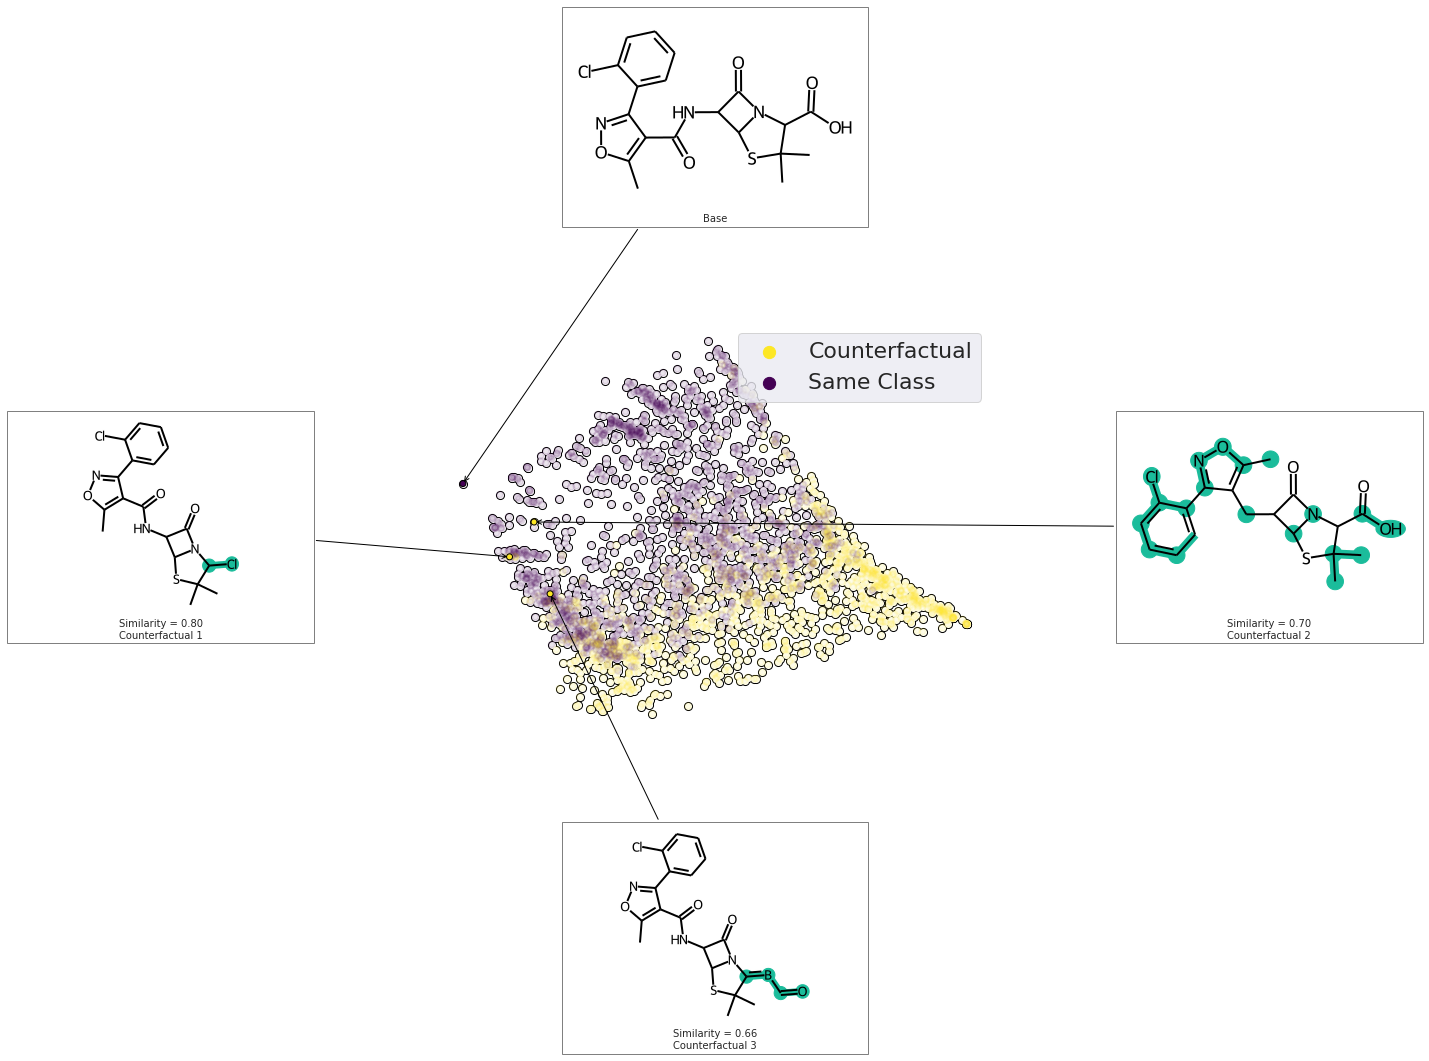 Cl
O
O
HN
N
OH
N
O
S
O
Base
Counterfactual
Same Class
Cl
N
O
O
O
HN
N
Cl
S
Similarity = 0.80
Counterfactual 1
O
N
O
Cl
O
N
OH
S
Similarity = 0.70
Counterfactual 2
Cl
N
O
O
O
HN
N
B
S
O
Similarity = 0.66
Counterfactual 3